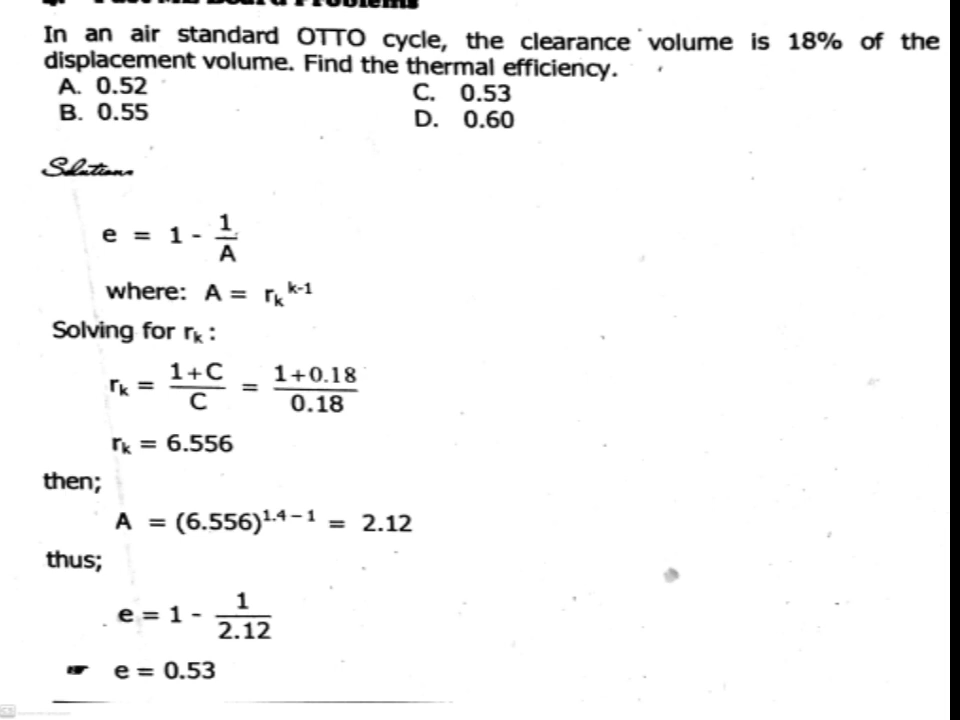 In an air standard OTTO cycle, the clearance volume is 18% of the
displacement volume. Find the thermal efficiency.
A. 0.52 C. 0.53
B. 0.55 D. 0.60
Solution:
e = 1 - 1/A
where: A = rₖ^(k-1)
Solving for rₖ :
rₖ = (1+C)/C = (1+0.18)/0.18
rₖ = 6.556
then;
A = (6.556)^(1.4-1) = 2.12
thus;
e = 1 - 1/2.12
☞ e = 0.53
CS